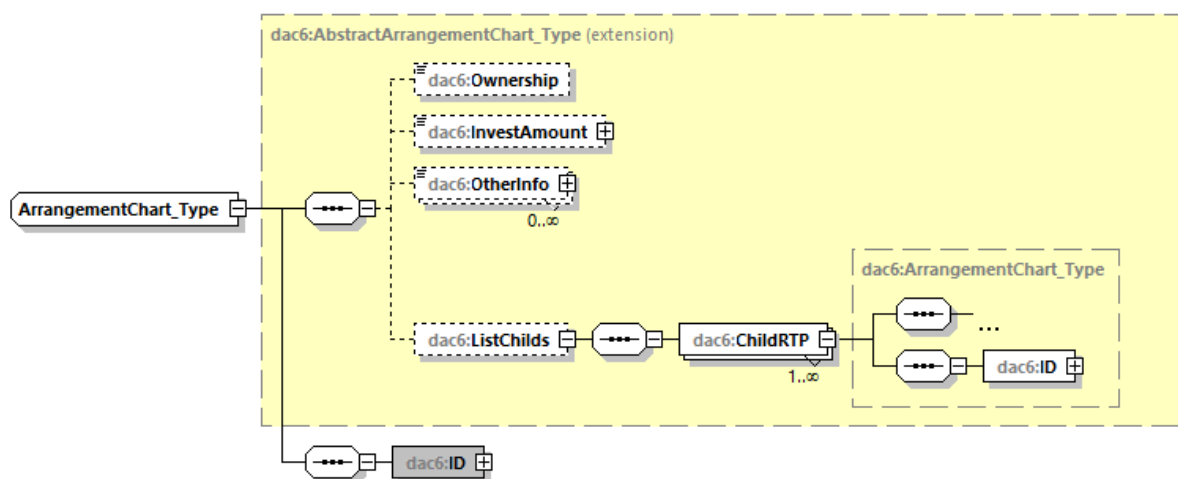 dac6:AbstractArrangementChart_Type (extension)
dac6:Ownership
dac6:InvestAmount
dac6:OtherInfo
0..∞
ArrangementChart_Type
dac6:ArrangementChart_Type
...
dac6:ListChilds
dac6:ChildRTP
1..∞
dac6:ID
dac6:ID